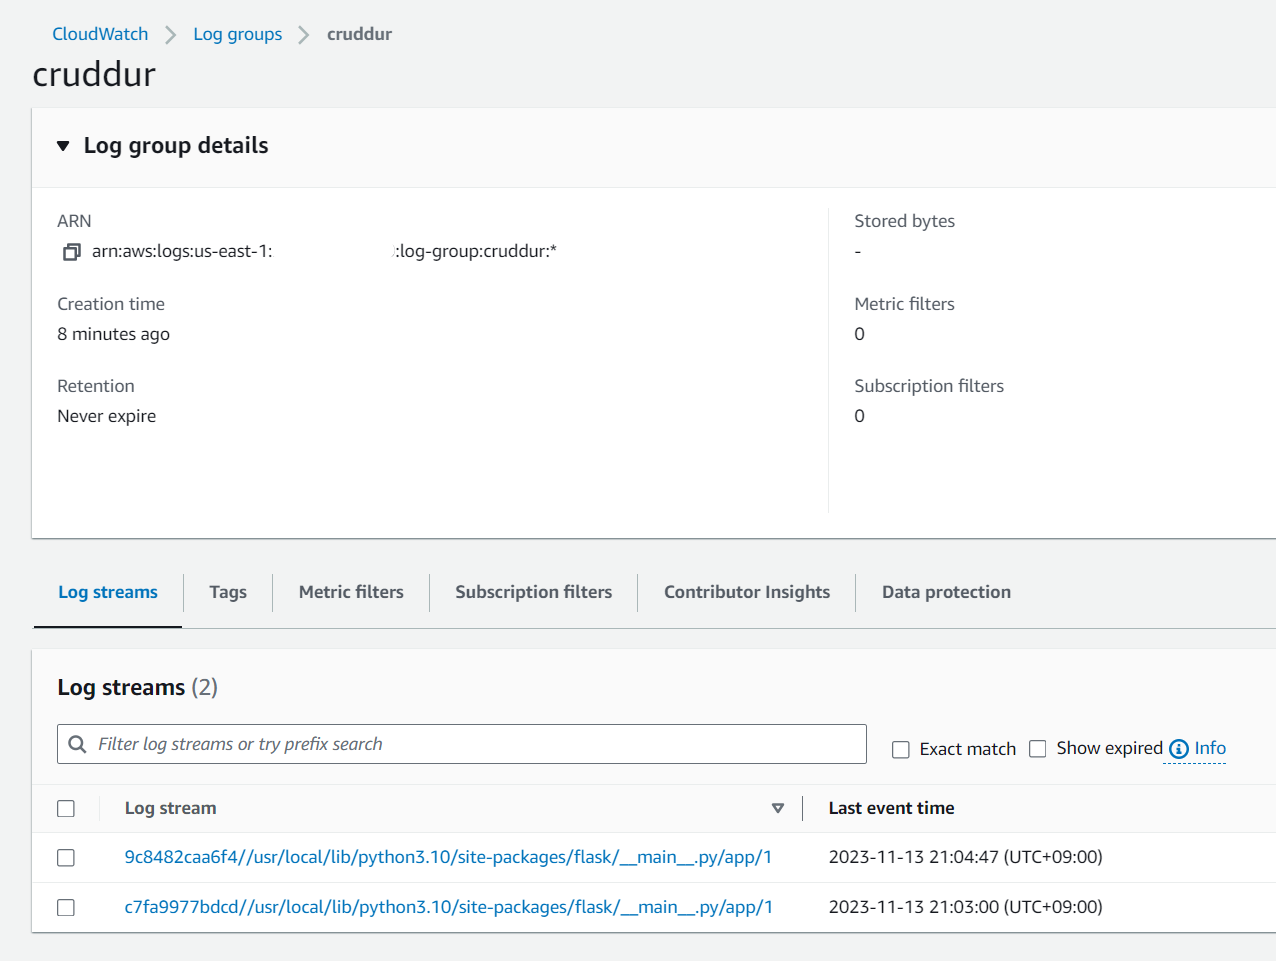 CloudWatch > Log groups > cruddur
cruddur
Log group details
ARN
arn:aws:logs:us-east-1: :log-group:cruddur:*
Creation time
8 minutes ago
Retention
Never expire
Stored bytes
-
Metric filters
0
Subscription filters
0
Log streams Tags Metric filters Subscription filters Contributor Insights Data protection
Log streams (2)
Filter log streams or try prefix search
Exact match Show expired Info
Log stream Last event time
9c8482caa6f4//usr/local/lib/python3.10/site-packages/flask/__main__.py/app/1 2023-11-13 21:04:47 (UTC+09:00)
c7fa9977bdcd//usr/local/lib/python3.10/site-packages/flask/__main__.py/app/1 2023-11-13 21:03:00 (UTC+09:00)